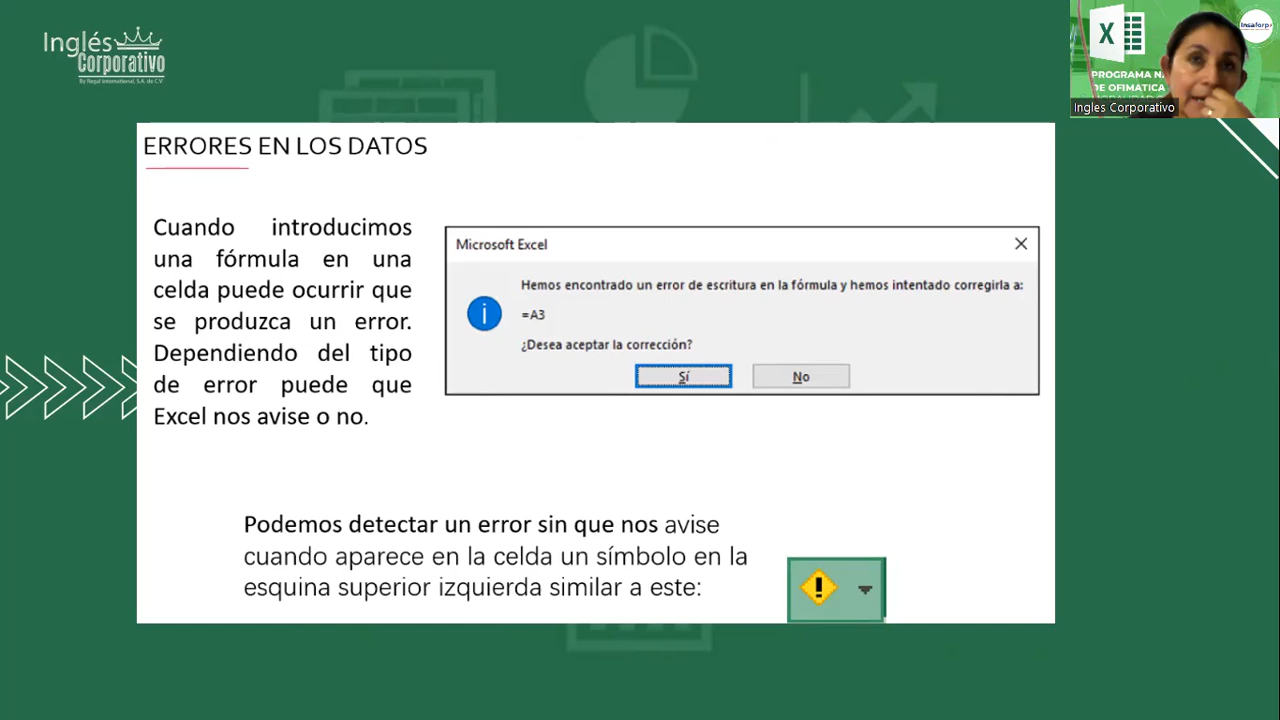 Inglés
Corporativo
By Regal International, S.A. de C.V
ERRORES EN LOS DATOS
Cuando introducimos
una fórmula en una
celda puede ocurrir que
se produzca un error.
Dependiendo del tipo
de error puede que
Excel nos avise o no.
Microsoft Excel
Hemos encontrado un error de escritura en la fórmula y hemos intentado corregirla a:
=A3
¿Desea aceptar la corrección?
Sí
No
Podemos detectar un error sin que nos avise
cuando aparece en la celda un símbolo en la
esquina superior izquierda similar a este:
X
Insaforp
PROGRAMA NA
DE OFIMATICA
Ingles Corporativo